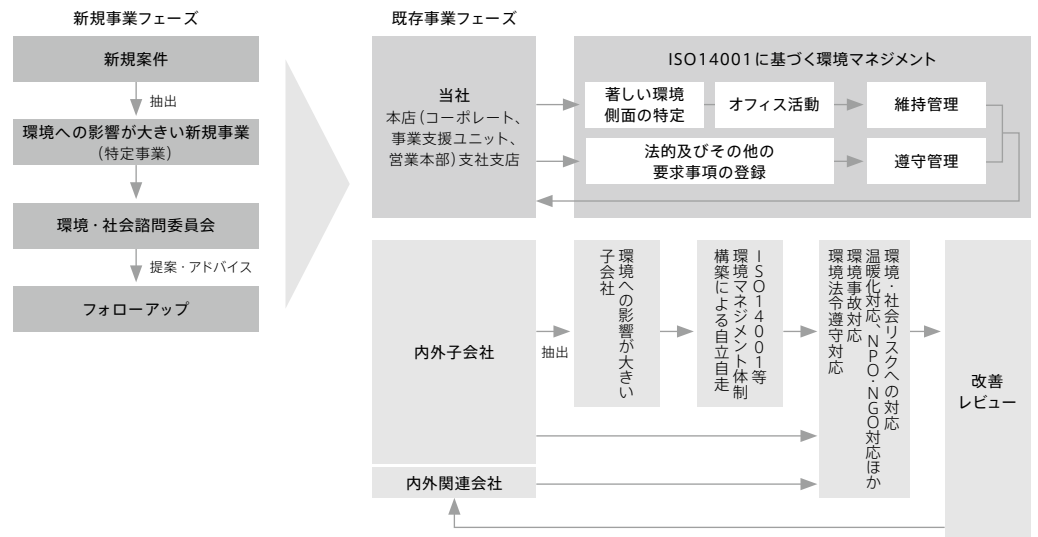 新規事業フェーズ
新規案件
抽出
環境への影響が大きい新規事業
(特定事業)
環境・社会諮問委員会
提案・アドバイス
フォローアップ
既存事業フェーズ
当社
本店(コーポレート、
事業支援ユニット、
営業本部)支社支店
ISO14001に基づく環境マネジメント
著しい環境
側面の特定
オフィス活動
維持管理
法的及びその他の
要求事項の登録
遵守管理
内外子会社
抽出
環境への影響が大きい
子会社
ISO14001等
環境マネジメント体制
構築による自立自走
環境・社会リスクへの対応
温暖化対応、NPO・NGO対応ほか
環境事故対応
環境法令遵守対応
改善
レビュー
内外関連会社